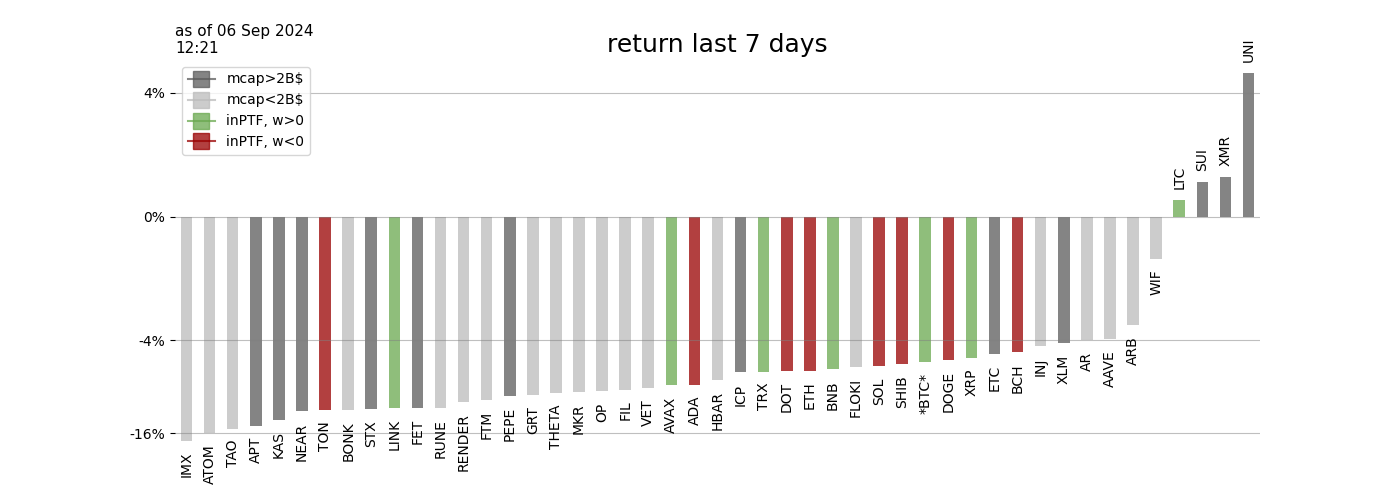 as of 06 Sep 2024
12:21
return last 7 days
mcap>2B$
mcap<2B$
inPTF, w>0
inPTF, w<0
4%
0%
-4%
-16%
IMX
ATOM
TAO
APT
KAS
NEAR
TON
BONK
STX
LINK
FET
RUNE
RENDER
FTM
PEPE
GRT
THETA
MKR
OP
FIL
VET
AVAX
ADA
HBAR
ICP
TRX
DOT
ETH
BNB
FLOKI
SOL
SHIB
*BTC*
DOGE
XRP
ETC
BCH
INJ
XLM
AR
AAVE
ARB
WIF
LTC
SUI
XMR
UNI